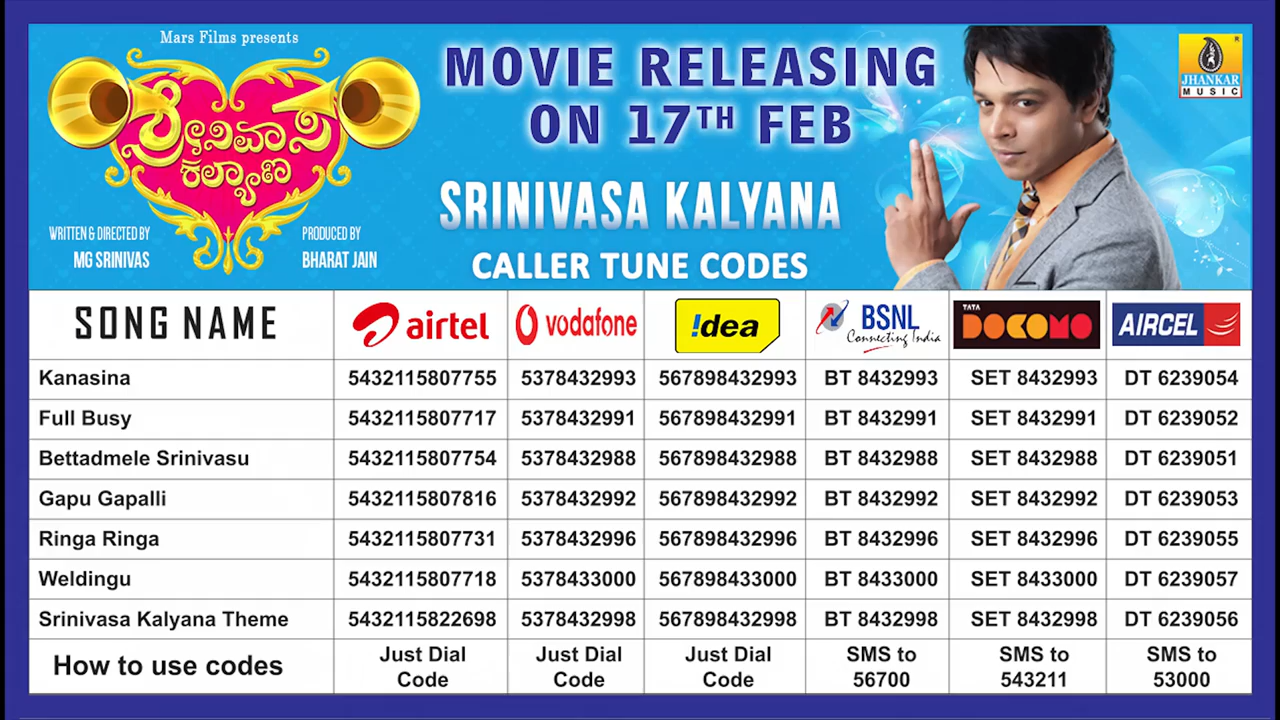 Mars Films presents
ಶ್ರೀನಿವಾಸ
ಕಲ್ಯಾಣ
WRITTEN & DIRECTED BY
MG SRINIVAS
PRODUCED BY
BHARAT JAIN
MOVIE RELEASING
ON 17TH FEB
SRINIVASA KALYANA
CALLER TUNE CODES
JHANKAR
MUSIC
SONG NAME airtel vodafone !dea BSNL Connecting India TATA DOCOMO AIRCEL
Kanasina 5432115807755 5378432993 567898432993 BT 8432993 SET 8432993 DT 6239054
Full Busy 5432115807717 5378432991 567898432991 BT 8432991 SET 8432991 DT 6239052
Bettadmele Srinivasu 5432115807754 5378432988 567898432988 BT 8432988 SET 8432988 DT 6239051
Gapu Gapalli 5432115807816 5378432992 567898432992 BT 8432992 SET 8432992 DT 6239053
Ringa Ringa 5432115807731 5378432996 567898432996 BT 8432996 SET 8432996 DT 6239055
Weldingu 5432115807718 5378433000 567898433000 BT 8433000 SET 8433000 DT 6239057
Srinivasa Kalyana Theme 5432115822698 5378432998 567898432998 BT 8432998 SET 8432998 DT 6239056
How to use codes Just Dial Just Dial Just Dial SMS to SMS to SMS to
Code Code Code 56700 543211 53000